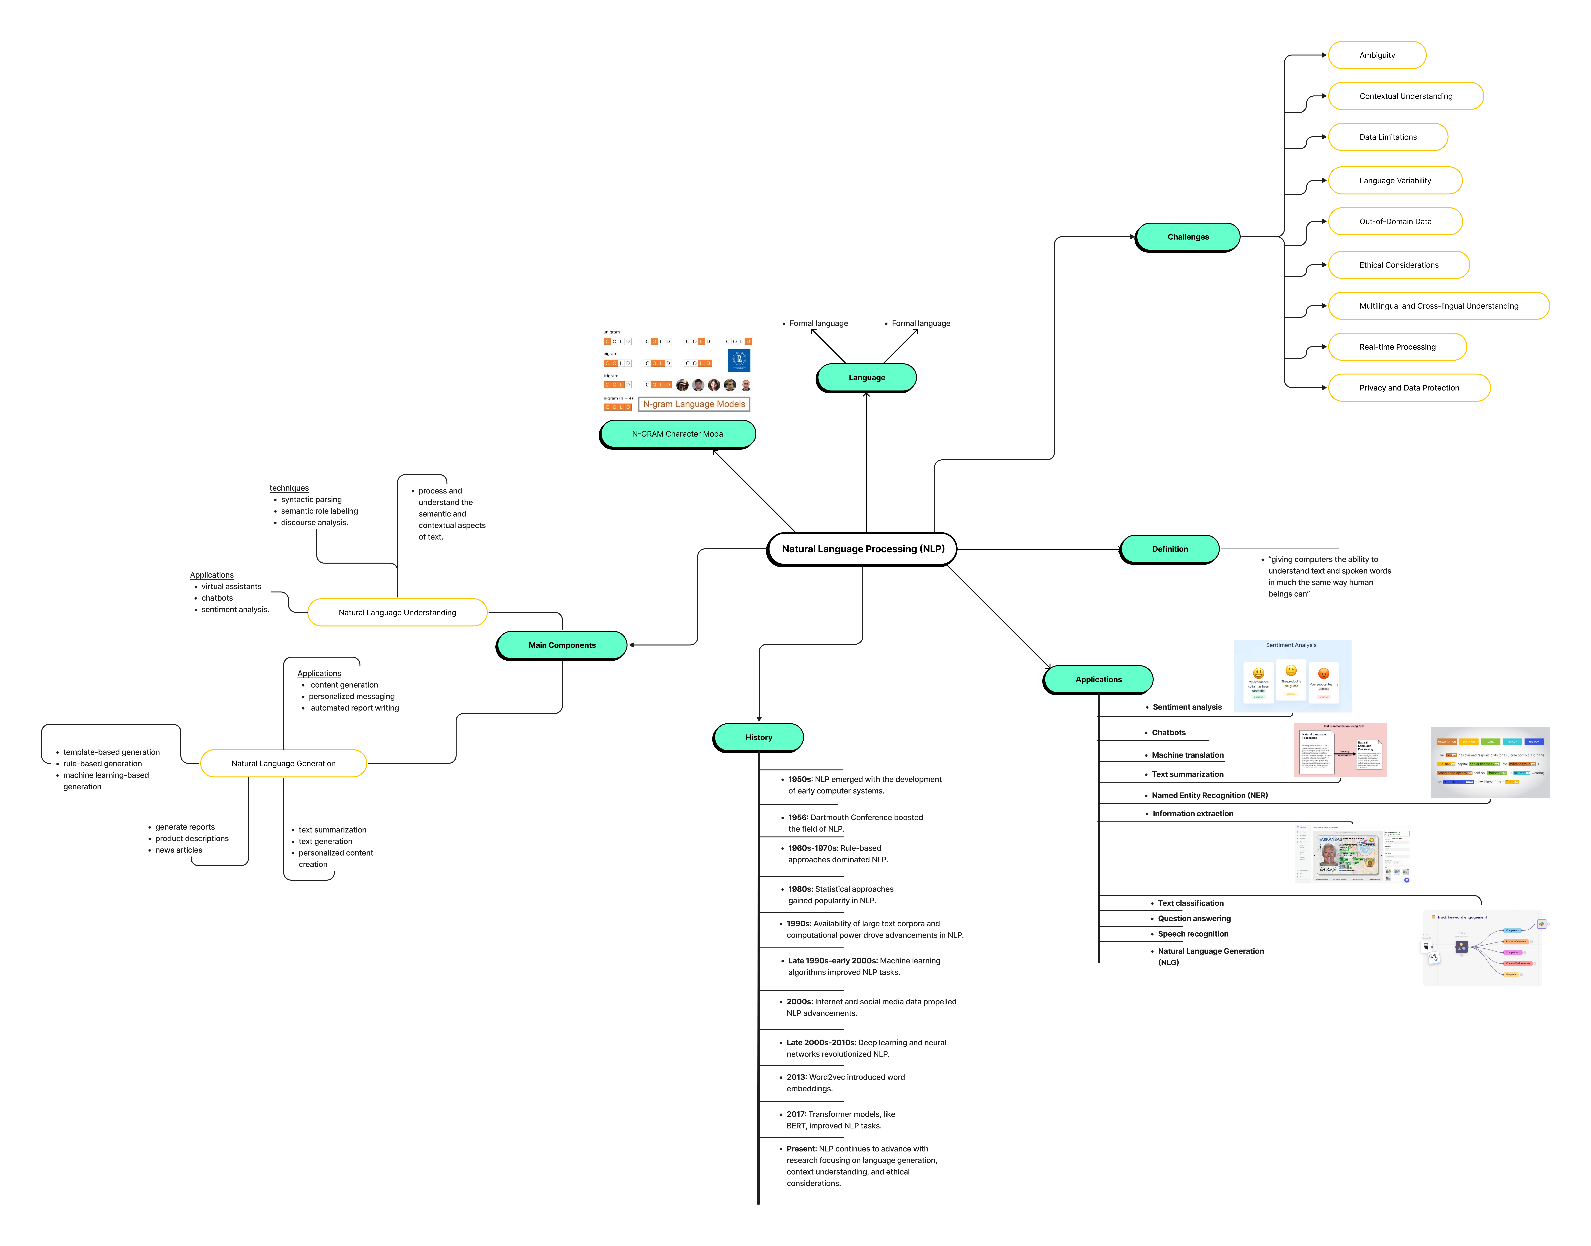 Ambiguity
Contextual Understanding
Data Limitations
Language Variability
Out-of-Domain Data
Challenges
Ethical Considerations
Multilingual and Cross-lingual Understanding
Real-time Processing
Privacy and Data Protection
• Formal language
• Formal language
Language
N-gram Language Models
N-GRAM Character Modal
techniques
• syntactic parsing
• semantic role labeling
• discourse analysis.
• process and
understand the
semantic and
contextual aspects
of text.
Applications
• virtual assistants
• chatbots
• sentiment analysis.
Natural Language Understanding
Natural Language Processing (NLP)
Definition
• "giving computers the ability to
understand text and spoken words
in much the same way human
beings can"
Main Components
Applications
• content generation
• personalized messaging
• automated report writing
• template-based generation
• rule-based generation
• machine learning-based
generation
Natural Language Generation
• generate reports
• product descriptions
• news articles
• text summarization
• text generation
• personalized content
creation
History
• 1950s: NLP emerged with the development
of early computer systems.
• 1956: Dartmouth Conference boosted
the field of NLP.
• 1960s-1970s: Rule-based
approaches dominated NLP.
• 1980s: Statistical approaches
gained popularity in NLP.
• 1990s: Availability of large text corpora and
computational power drove advancements in NLP.
• Late 1990s-early 2000s: Machine learning
algorithms improved NLP tasks.
• 2000s: Internet and social media data propelled
NLP advancements.
• Late 2000s-2010s: Deep learning and neural
networks revolutionized NLP.
• 2013: Word2vec introduced word
embeddings.
• 2017: Transformer models, like
BERT, improved NLP tasks.
• Present: NLP continues to advance with
research focusing on language generation,
context understanding, and ethical
considerations.
Applications
• Sentiment analysis
Sentiment Analysis
• Chatbots
• Machine translation
• Text summarization
• Named Entity Recognition (NER)
• Information extraction
ARKANSAS
• Text classification
• Question answering
• Speech recognition
• Natural Language Generation
(NLG)